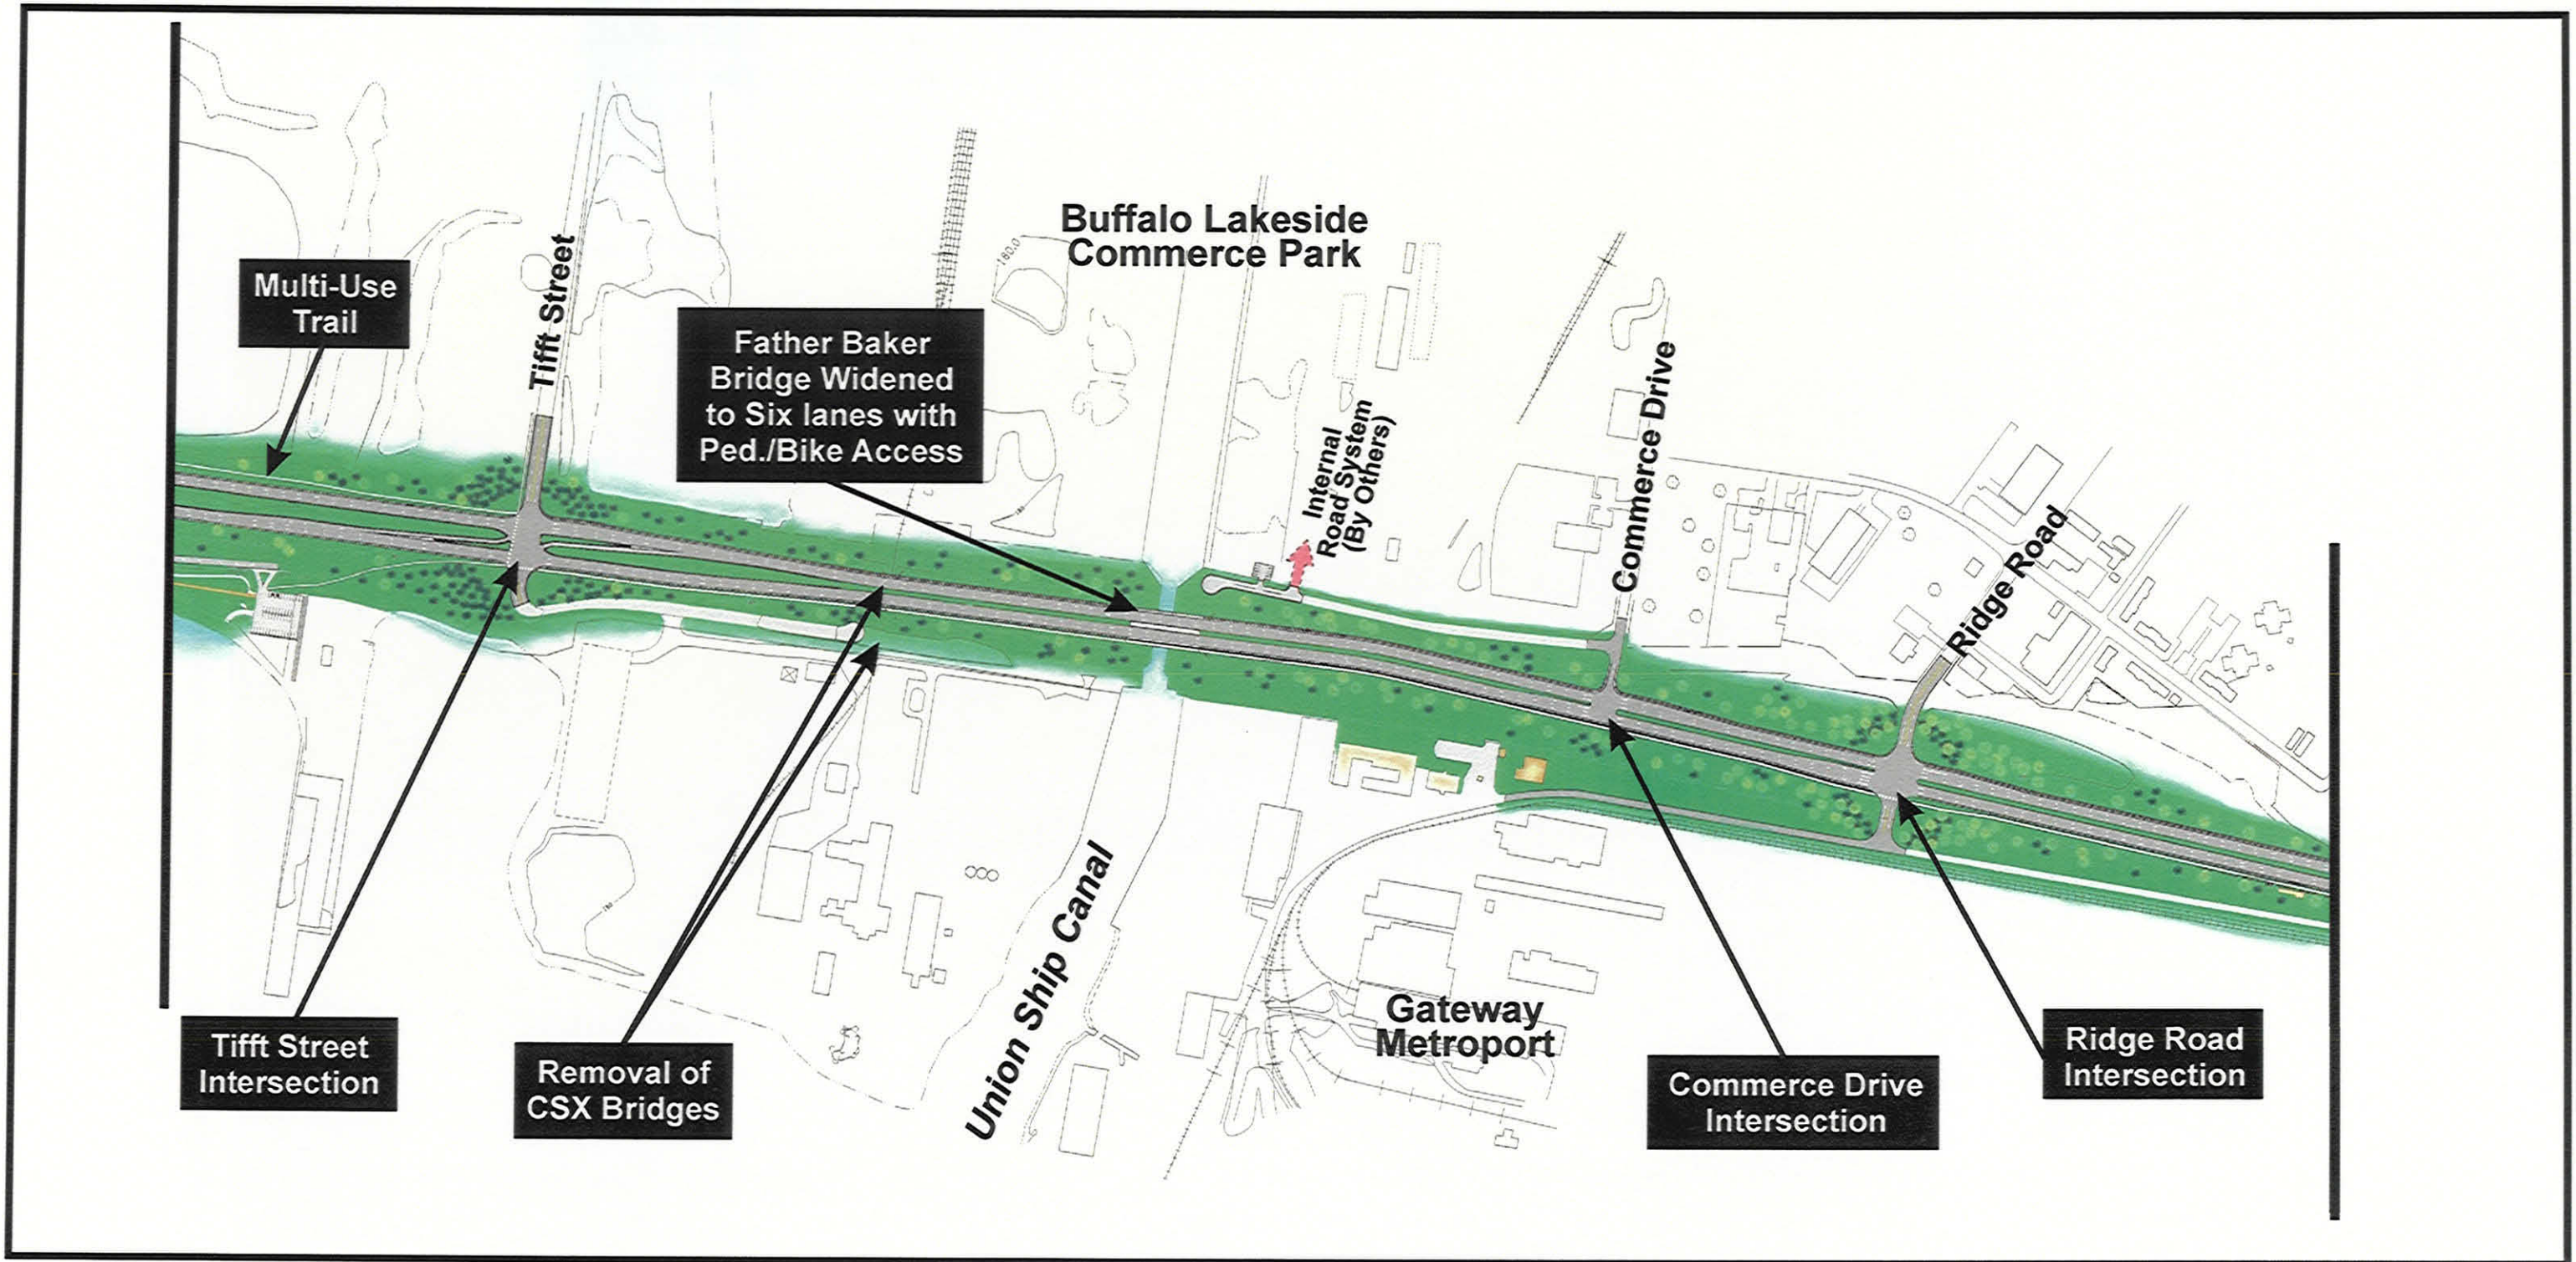 Buffalo Lakeside
Commerce Park
Multi-Use
Trail
Tifft Street
Father Baker
Bridge Widened
to Six lanes with
Ped./Bike Access
Internal
Road System
(By Others)
Commerce Drive
Ridge Road
180.0
Union Ship Canal
Gateway
Metroport
Tifft Street
Intersection
Removal of
CSX Bridges
Commerce Drive
Intersection
Ridge Road
Intersection